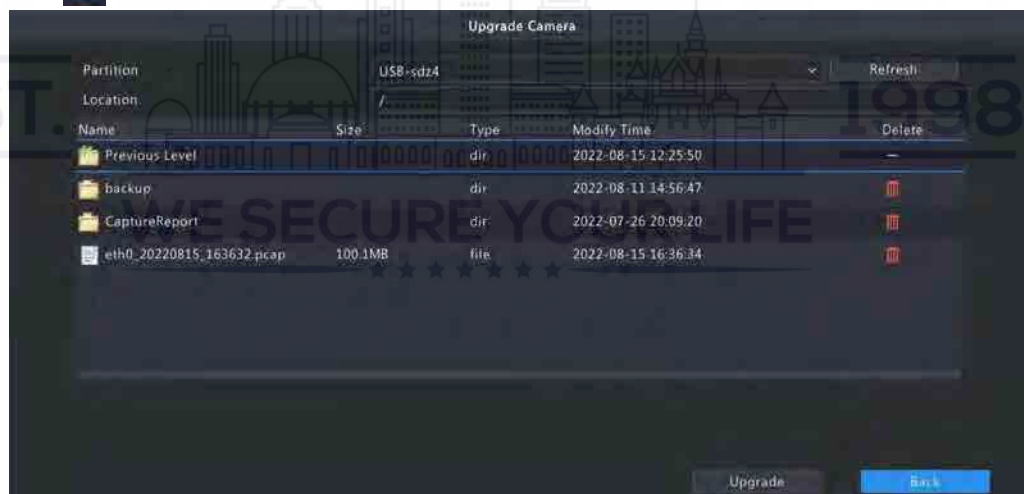 Upgrade Camera
Partition USB-sdz4 Refresh
Location /
Name Size Type Modify Time Delete
Previous Level dir 2022-08-15 12:25:50 —
backup dir 2022-08-11 14:56:47
CaptureReport dir 2022-07-26 20:09:20
eth0_20220815_163632.pcap 100.1MB file 2022-08-15 16:36:34
Upgrade Back
T. 1998
WE SECURE YOUR LIFE